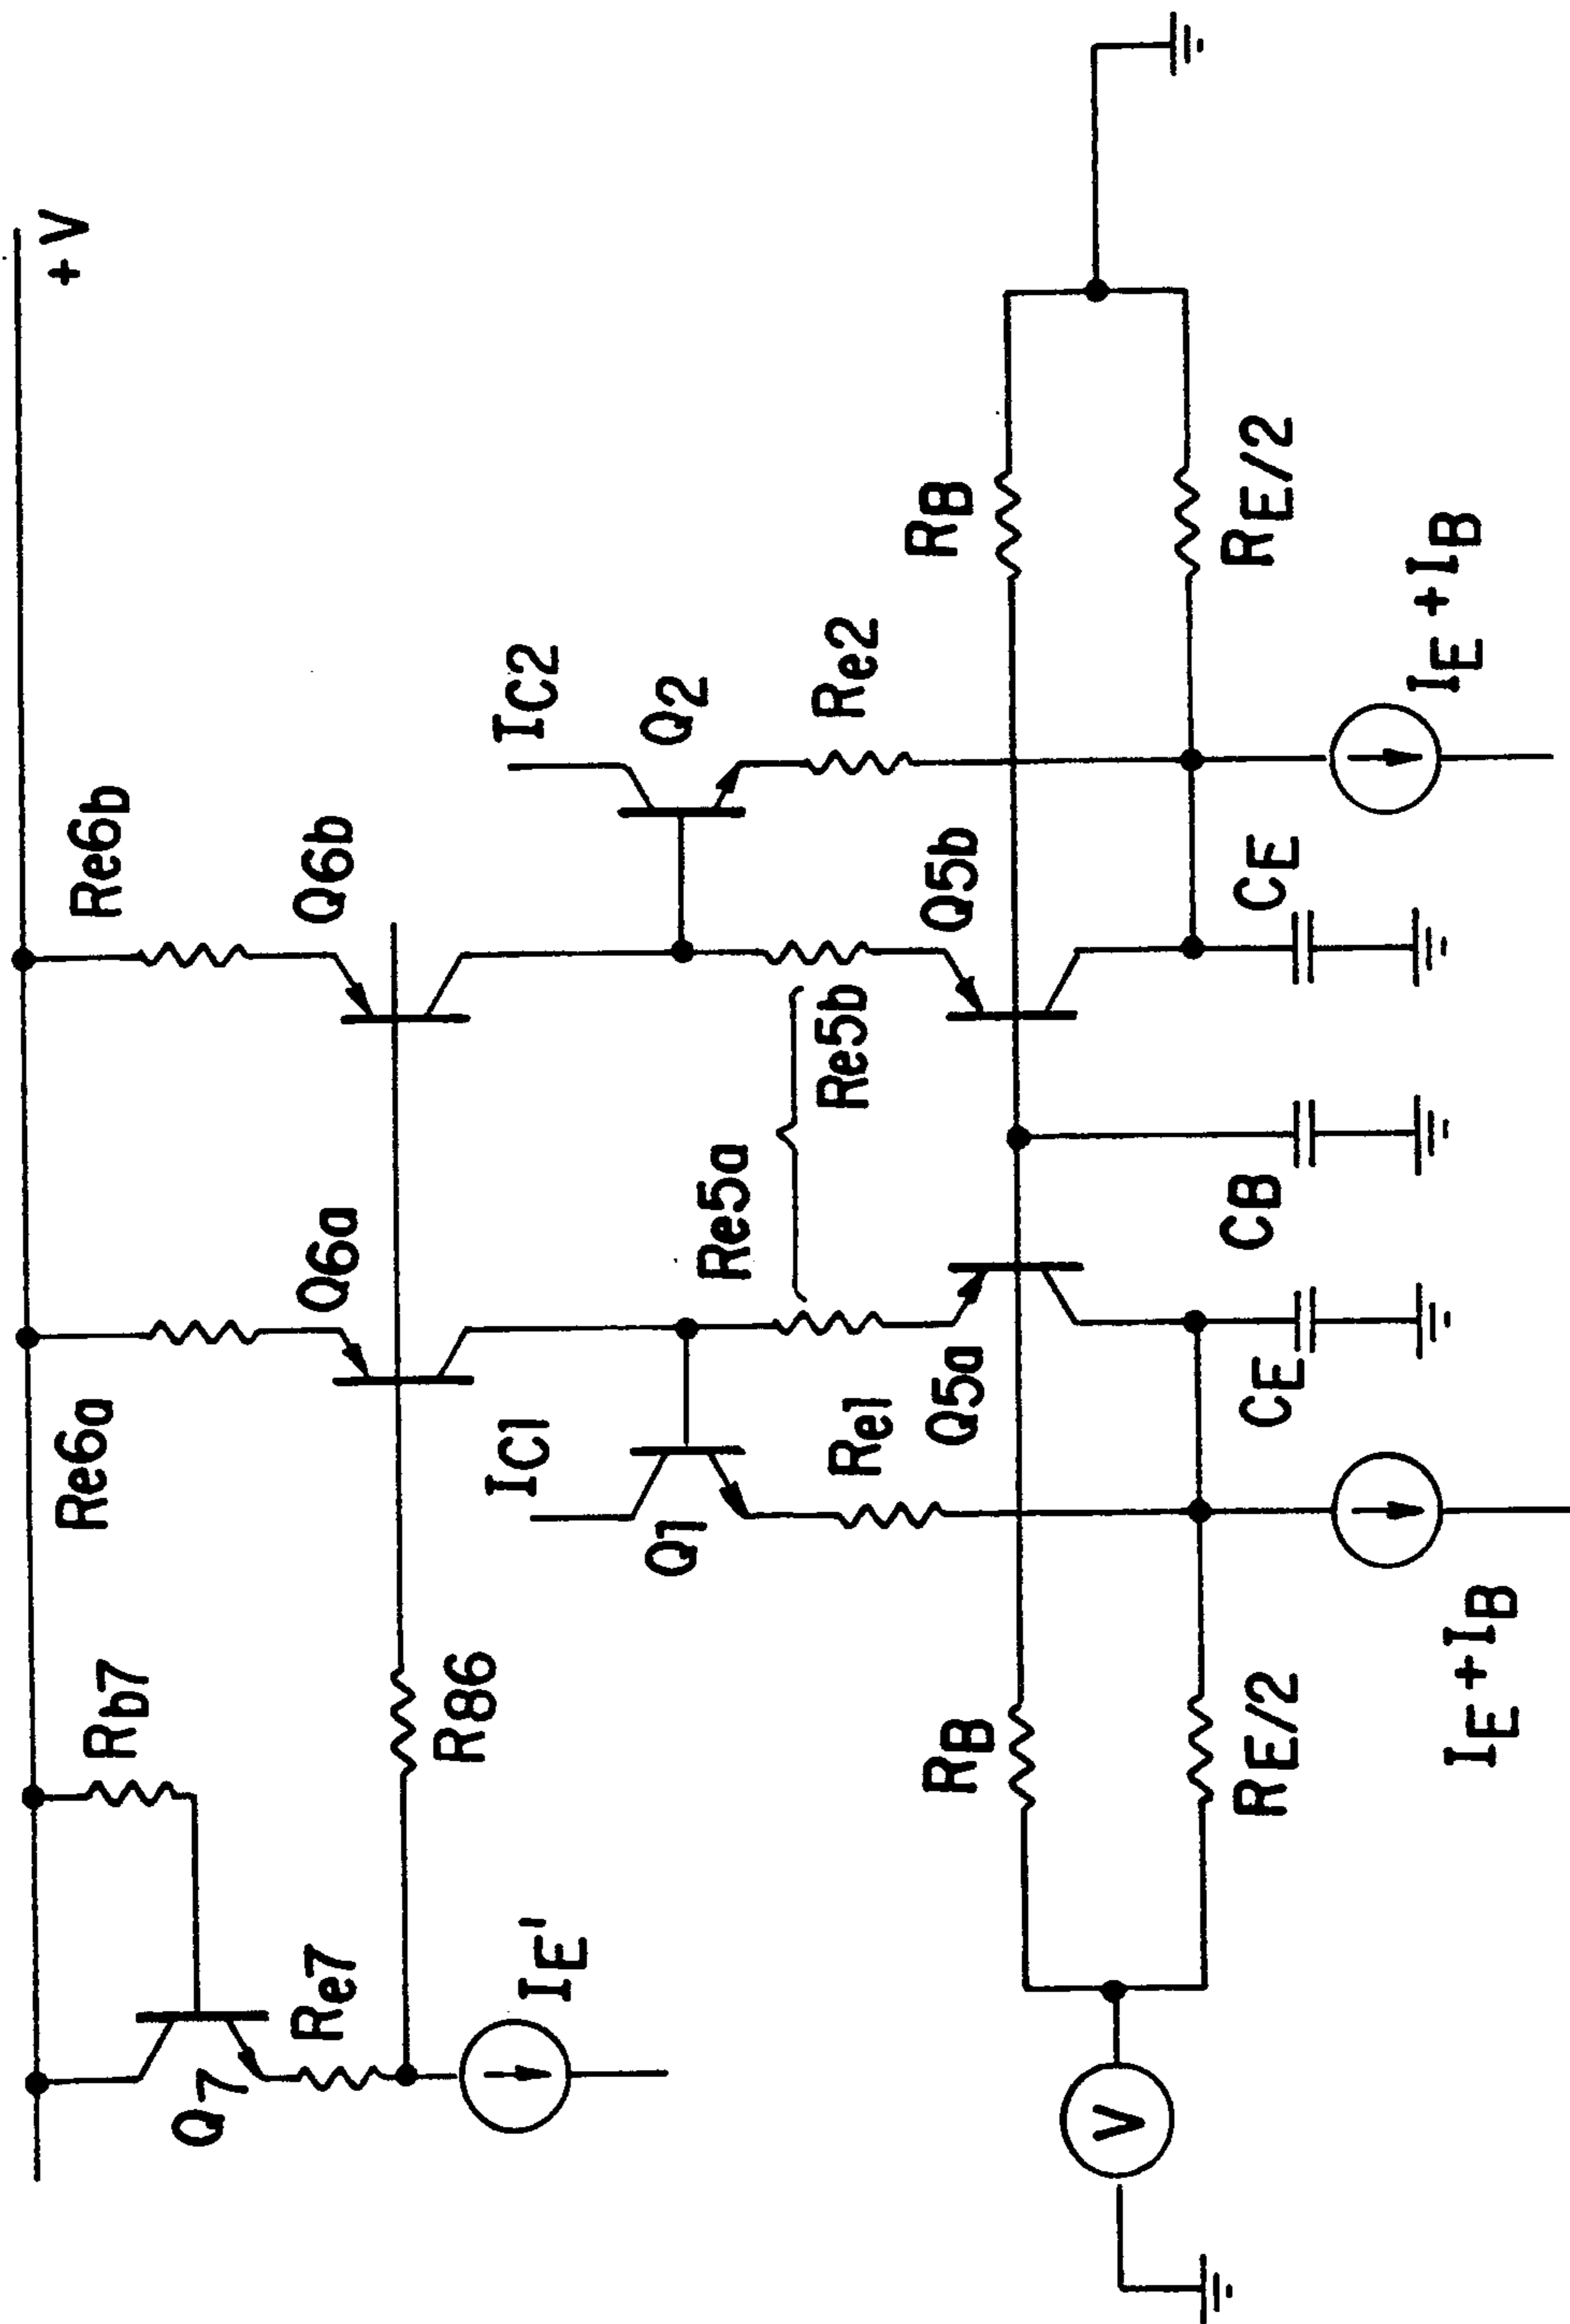 +V
Rb7
Re6a
Re6b
Q7
Re7
Q6a
Q6b
R86
IE'
IC1
IC2
Q1
Q2
Re5a
Re5b
Re1
Re2
Q5a
Q5b
RB
RB
V
RE/2
CE
CB
CE
RE/2
IE+IB
IE+IB